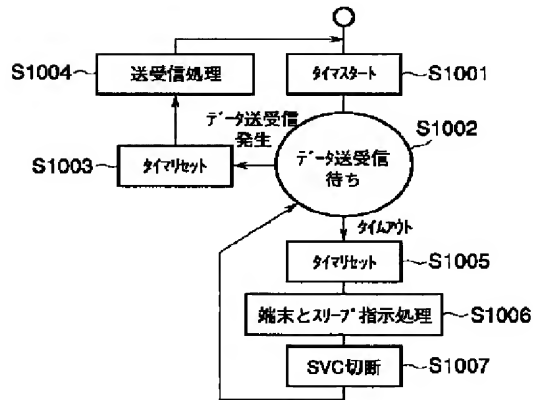 S1004
送受信処理
タイマスタート
S1001
データ送受信
発生
S1002
S1003
タイマリセット
データ送受信
待ち
タイムアウト
タイマリセット
S1005
端末とスリープ指示処理
S1006
SVC切断
S1007